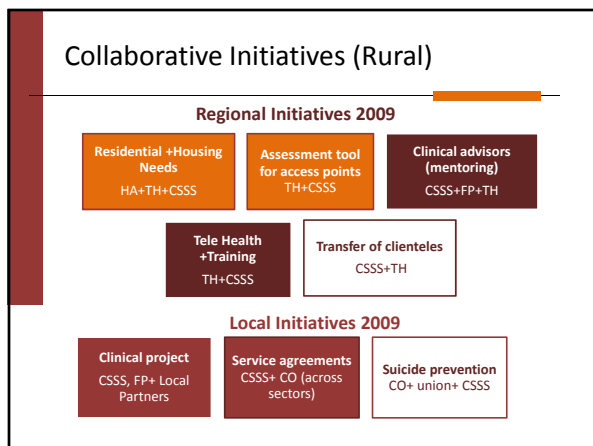 Collaborative Initiatives (Rural)
Regional Initiatives 2009
Residential +Housing
Needs
HA+TH+CSSS
Assessment tool
for access points
TH+CSSS
Clinical advisors
(mentoring)
CSSS+FP+TH
Tele Health
+Training
TH+CSSS
Transfer of clienteles
CSSS+TH
Local Initiatives 2009
Clinical project
CSSS, FP+ Local
Partners
Service agreements
CSSS+ CO (across
sectors)
Suicide prevention
CO+ union+ CSSS